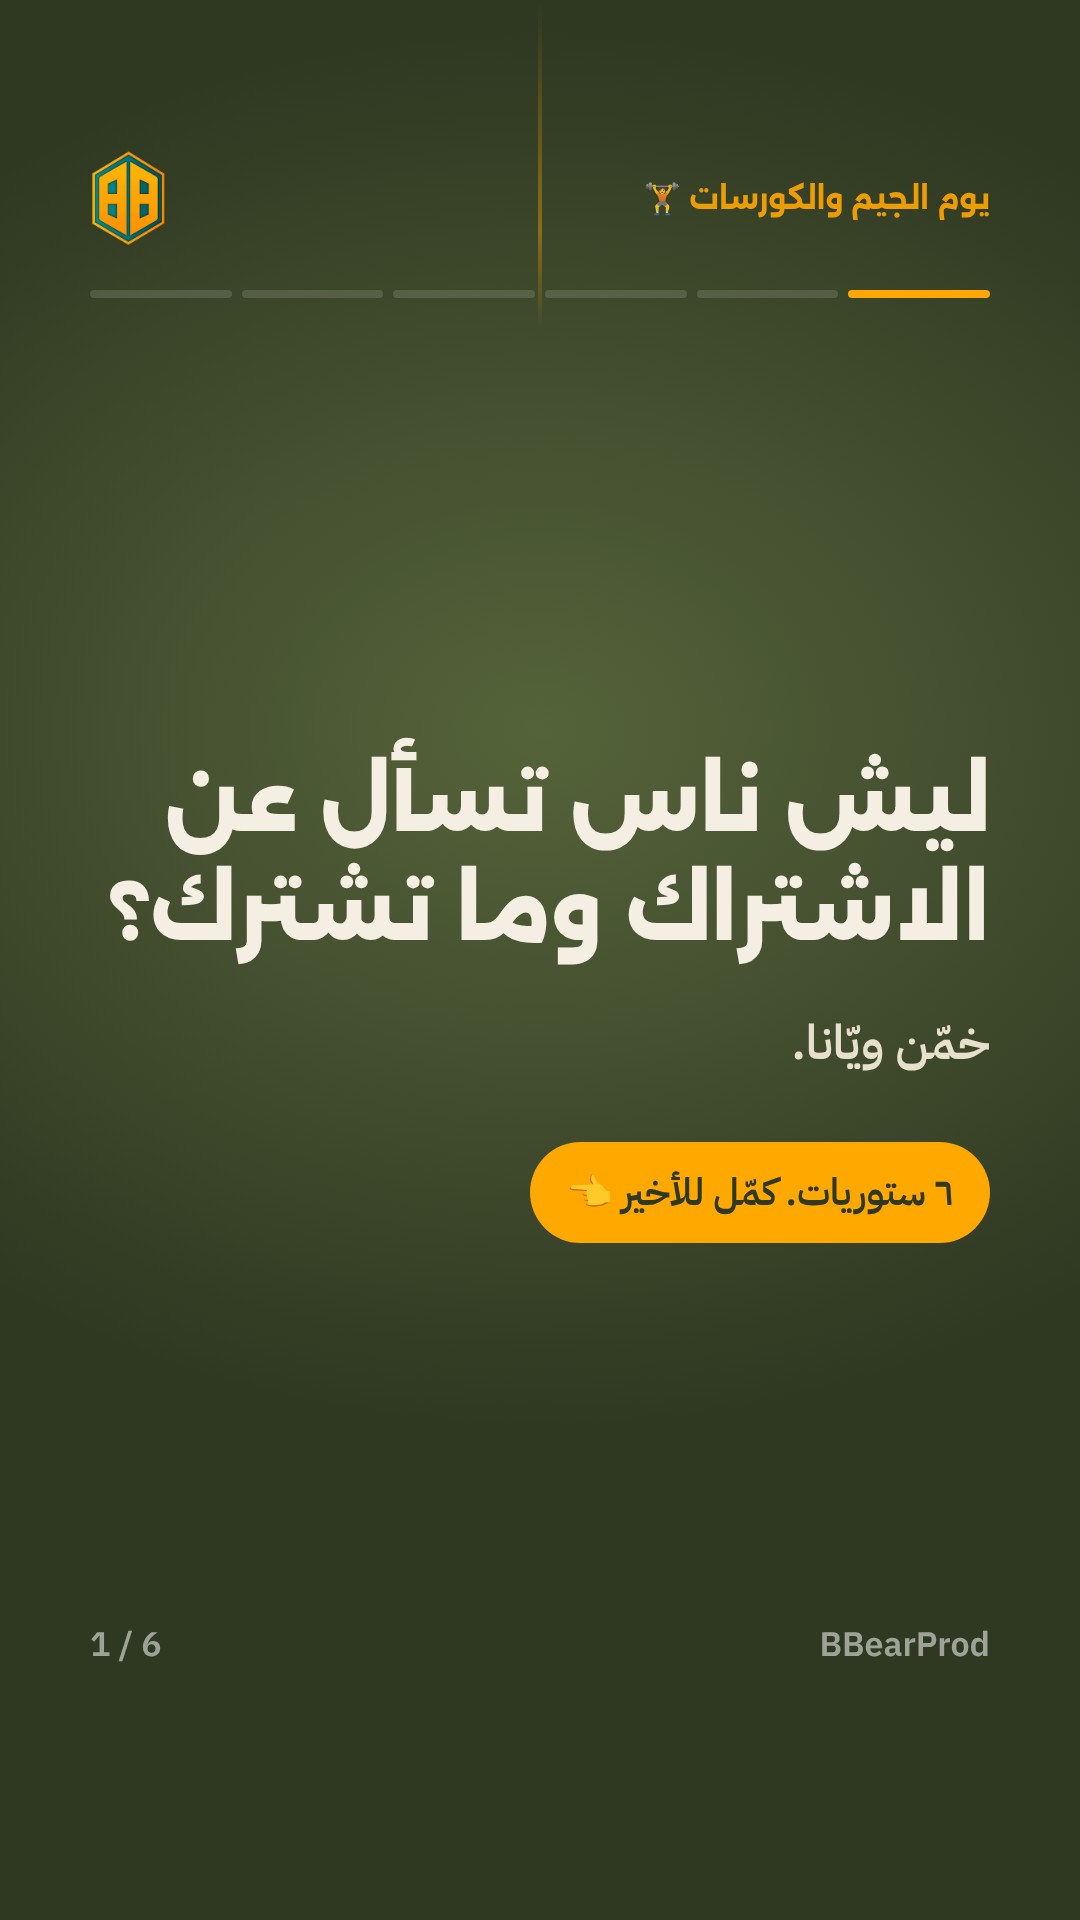 يوم الجيم والكورسات 🏋️
ليش ناس تسأل عن
الاشتراك وما تشترك؟
خمّن ويّانا.
٦ ستوريات. كمّل للأخير 👈
BBearProd
1 / 6